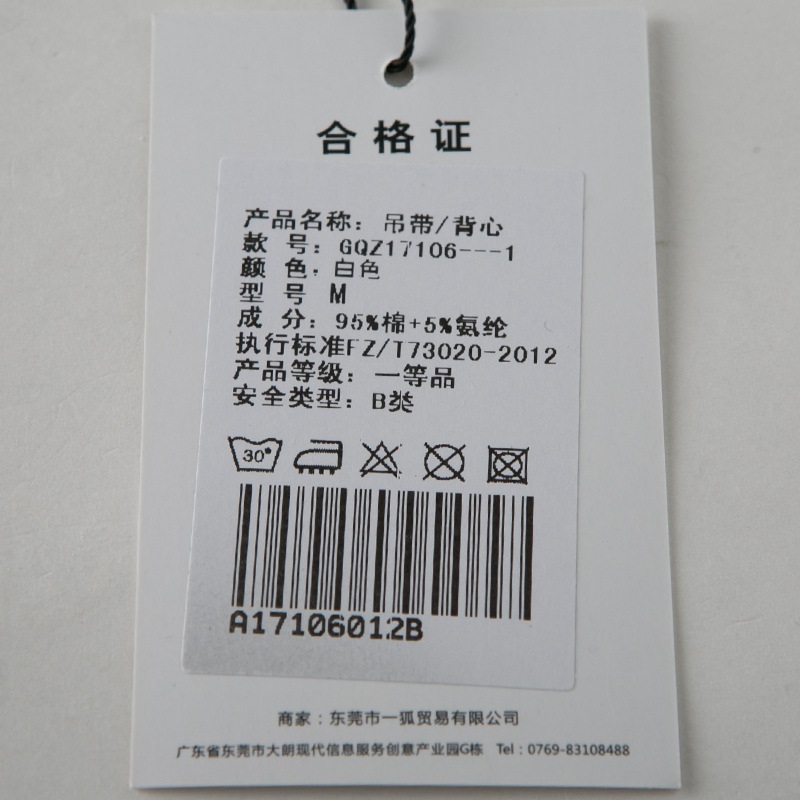 合格证
产品名称：吊带/背心
款 号：GQZ17106---1
颜 色：白色
型 号 M
成 分：95%棉+5%氨纶
执行标准FZ/T73020-2012
产品等级：一等品
安全类型：B类
30°
A17106012B
商家：东莞市一狐贸易有限公司
广东省东莞市大朗现代信息服务创意产业园G栋 Tel：0769-83108488